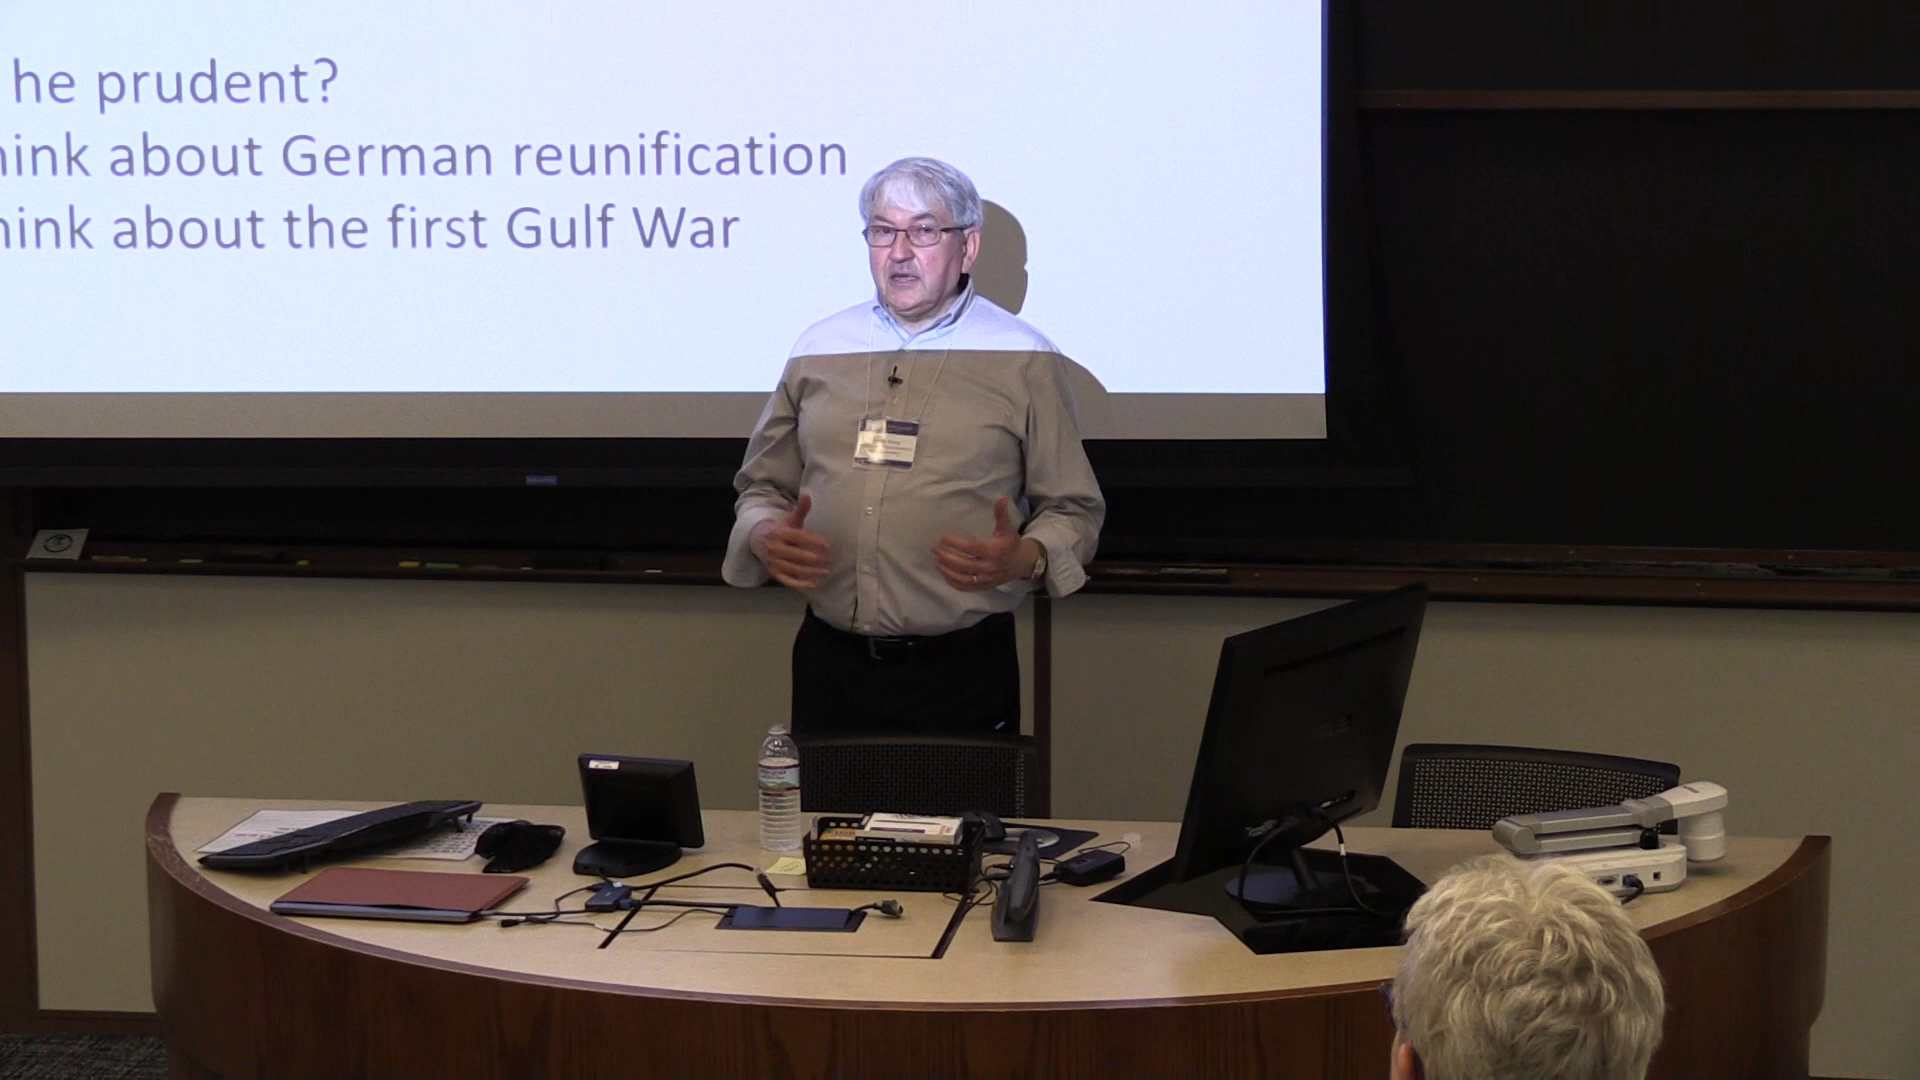 he prudent?
hink about German reunification
hink about the first Gulf War